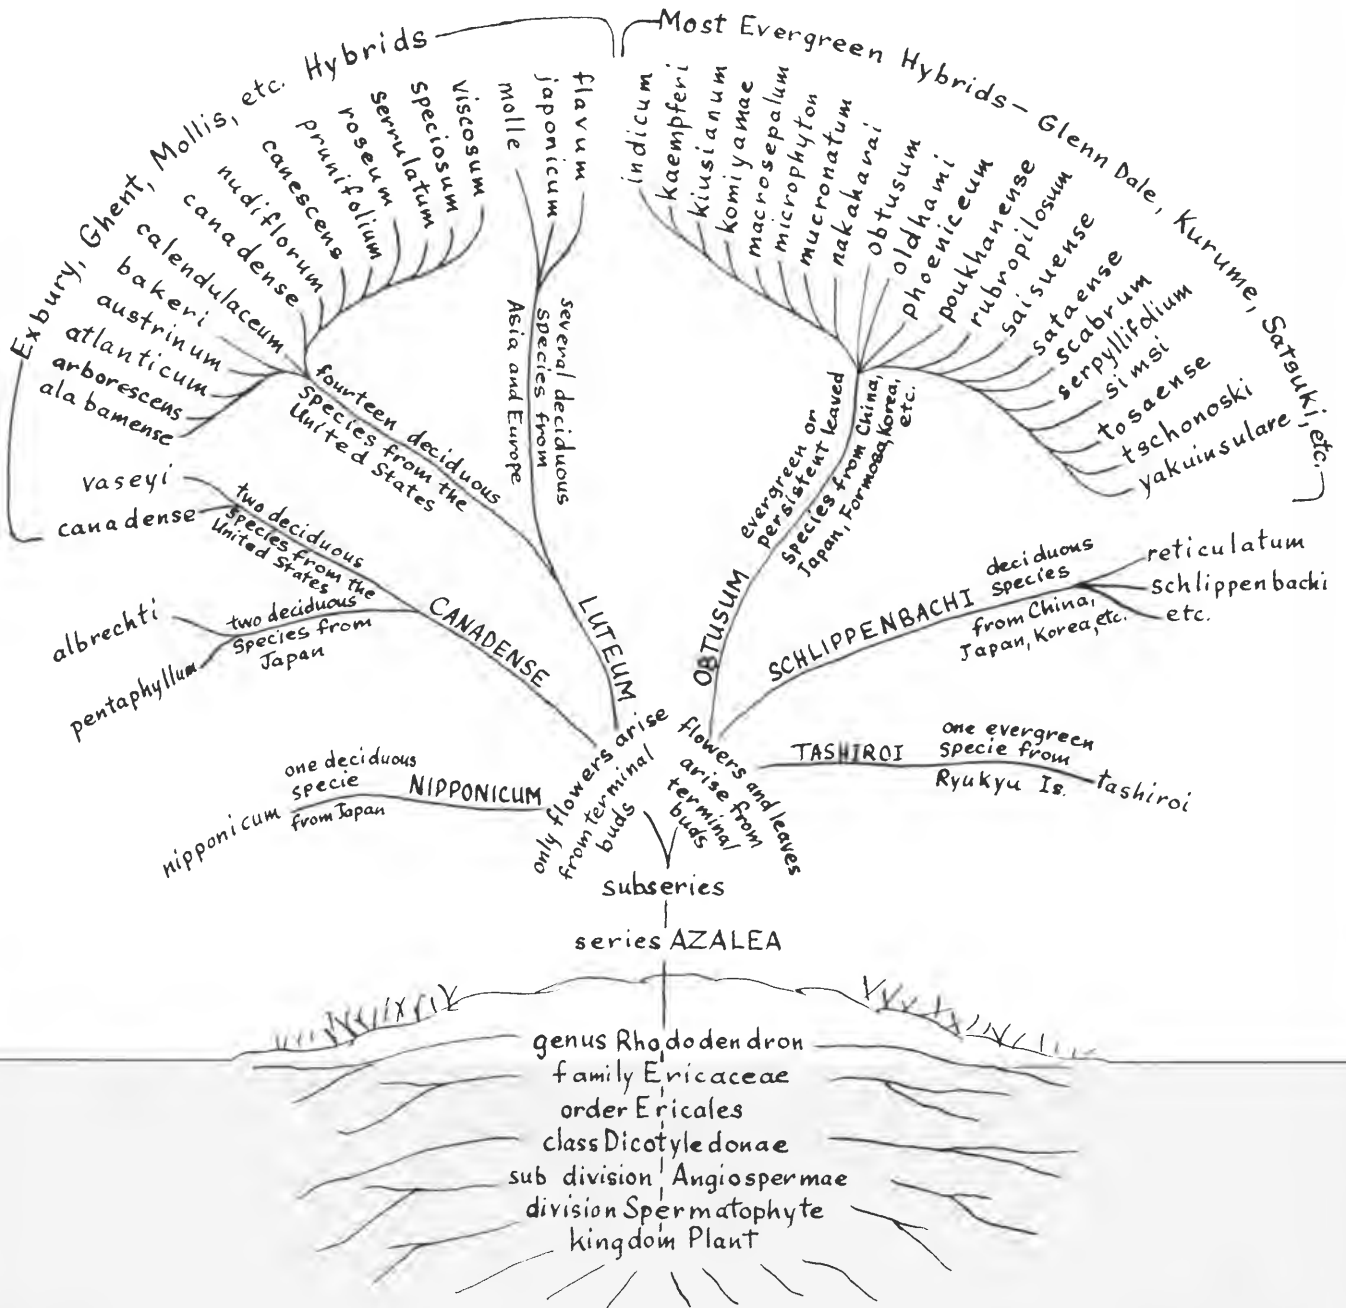 Exbury, Ghent, Mollis, etc. Hybrids
Most Evergreen Hybrids – Glenn Dale, Kurume, Satsuki, etc.
alabamense
arborescens
atlanticum
austrinum
bakeri
calendulaceum
canadense
nudiflorum
canescens
prunifolium
roseum
serrulatum
speciosum
viscosum
molle
japonicum
flavum
indicum
kaempferi
kiusianum
komiyamae
macrosepalum
microphyton
mucronatum
nakaharai
obtusum
oldhami
phoeniceum
poukhanense
rubropilosum
saisuense
sataense
scabrum
serpyllifolium
simsi
tosaense
tschonoski
yakuinsulare
fourteen deciduous
species from the
United States
several deciduous
species from
Asia and Europe
evergreen or
persistent leaved
species from China,
Japan, Formosa, Korea,
etc.
vaseyi
canadense
two deciduous
species from the
United States
albrechti
pentaphyllum
two deciduous
species from
Japan
CANADENSE
LUTEUM
OBTUSUM
SCHLIPPENBACHI
deciduous
species
from China,
Japan, Korea, etc.
reticulatum
schlippenbachi
etc.
nipponicum
one deciduous
specie
from Japan
NIPPONICUM
TASHIROI
one evergreen
specie from
Ryukyu Is.
tashiroi
only flowers arise
from terminal
buds
flowers and leaves
arise from
terminal
buds
subseries
series AZALEA
genus Rhododendron
family Ericaceae
order Ericales
class Dicotyledonae
sub division Angiospermae
division Spermatophyte
kingdom Plant